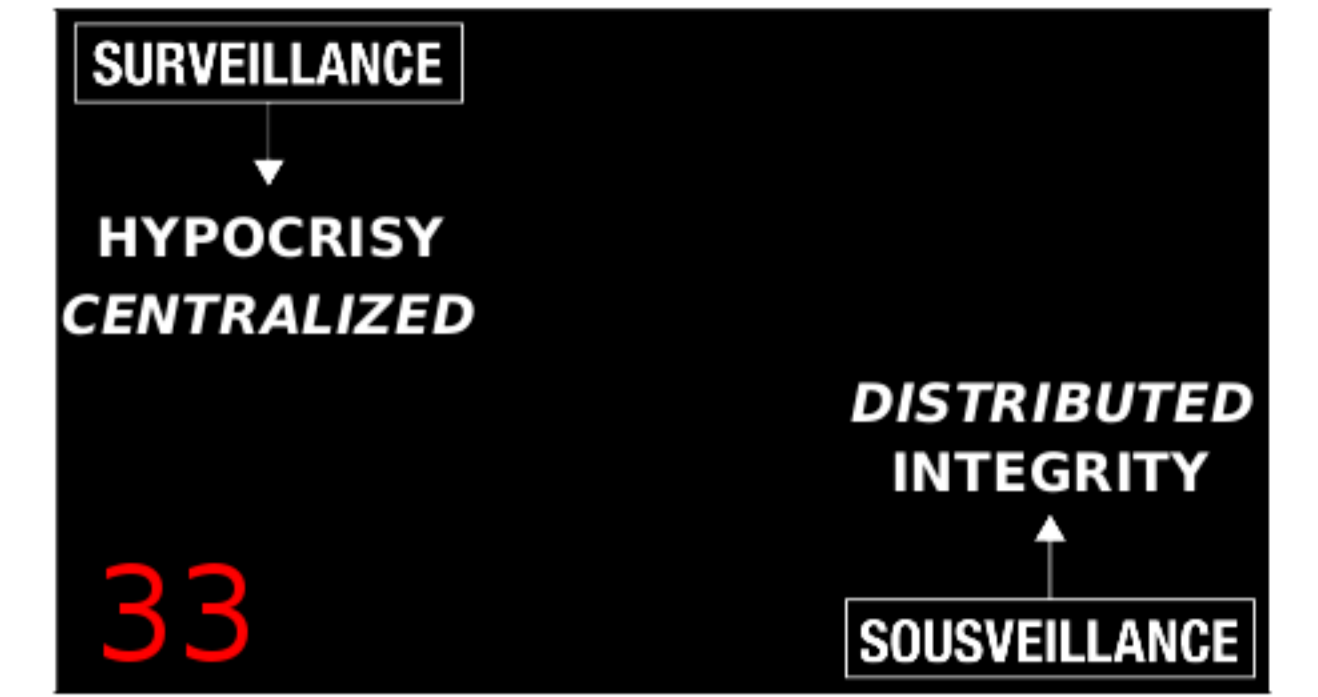 SURVEILLANCE
HYPOCRISY
CENTRALIZED
DISTRIBUTED
INTEGRITY
33
SOUSVEILLANCE